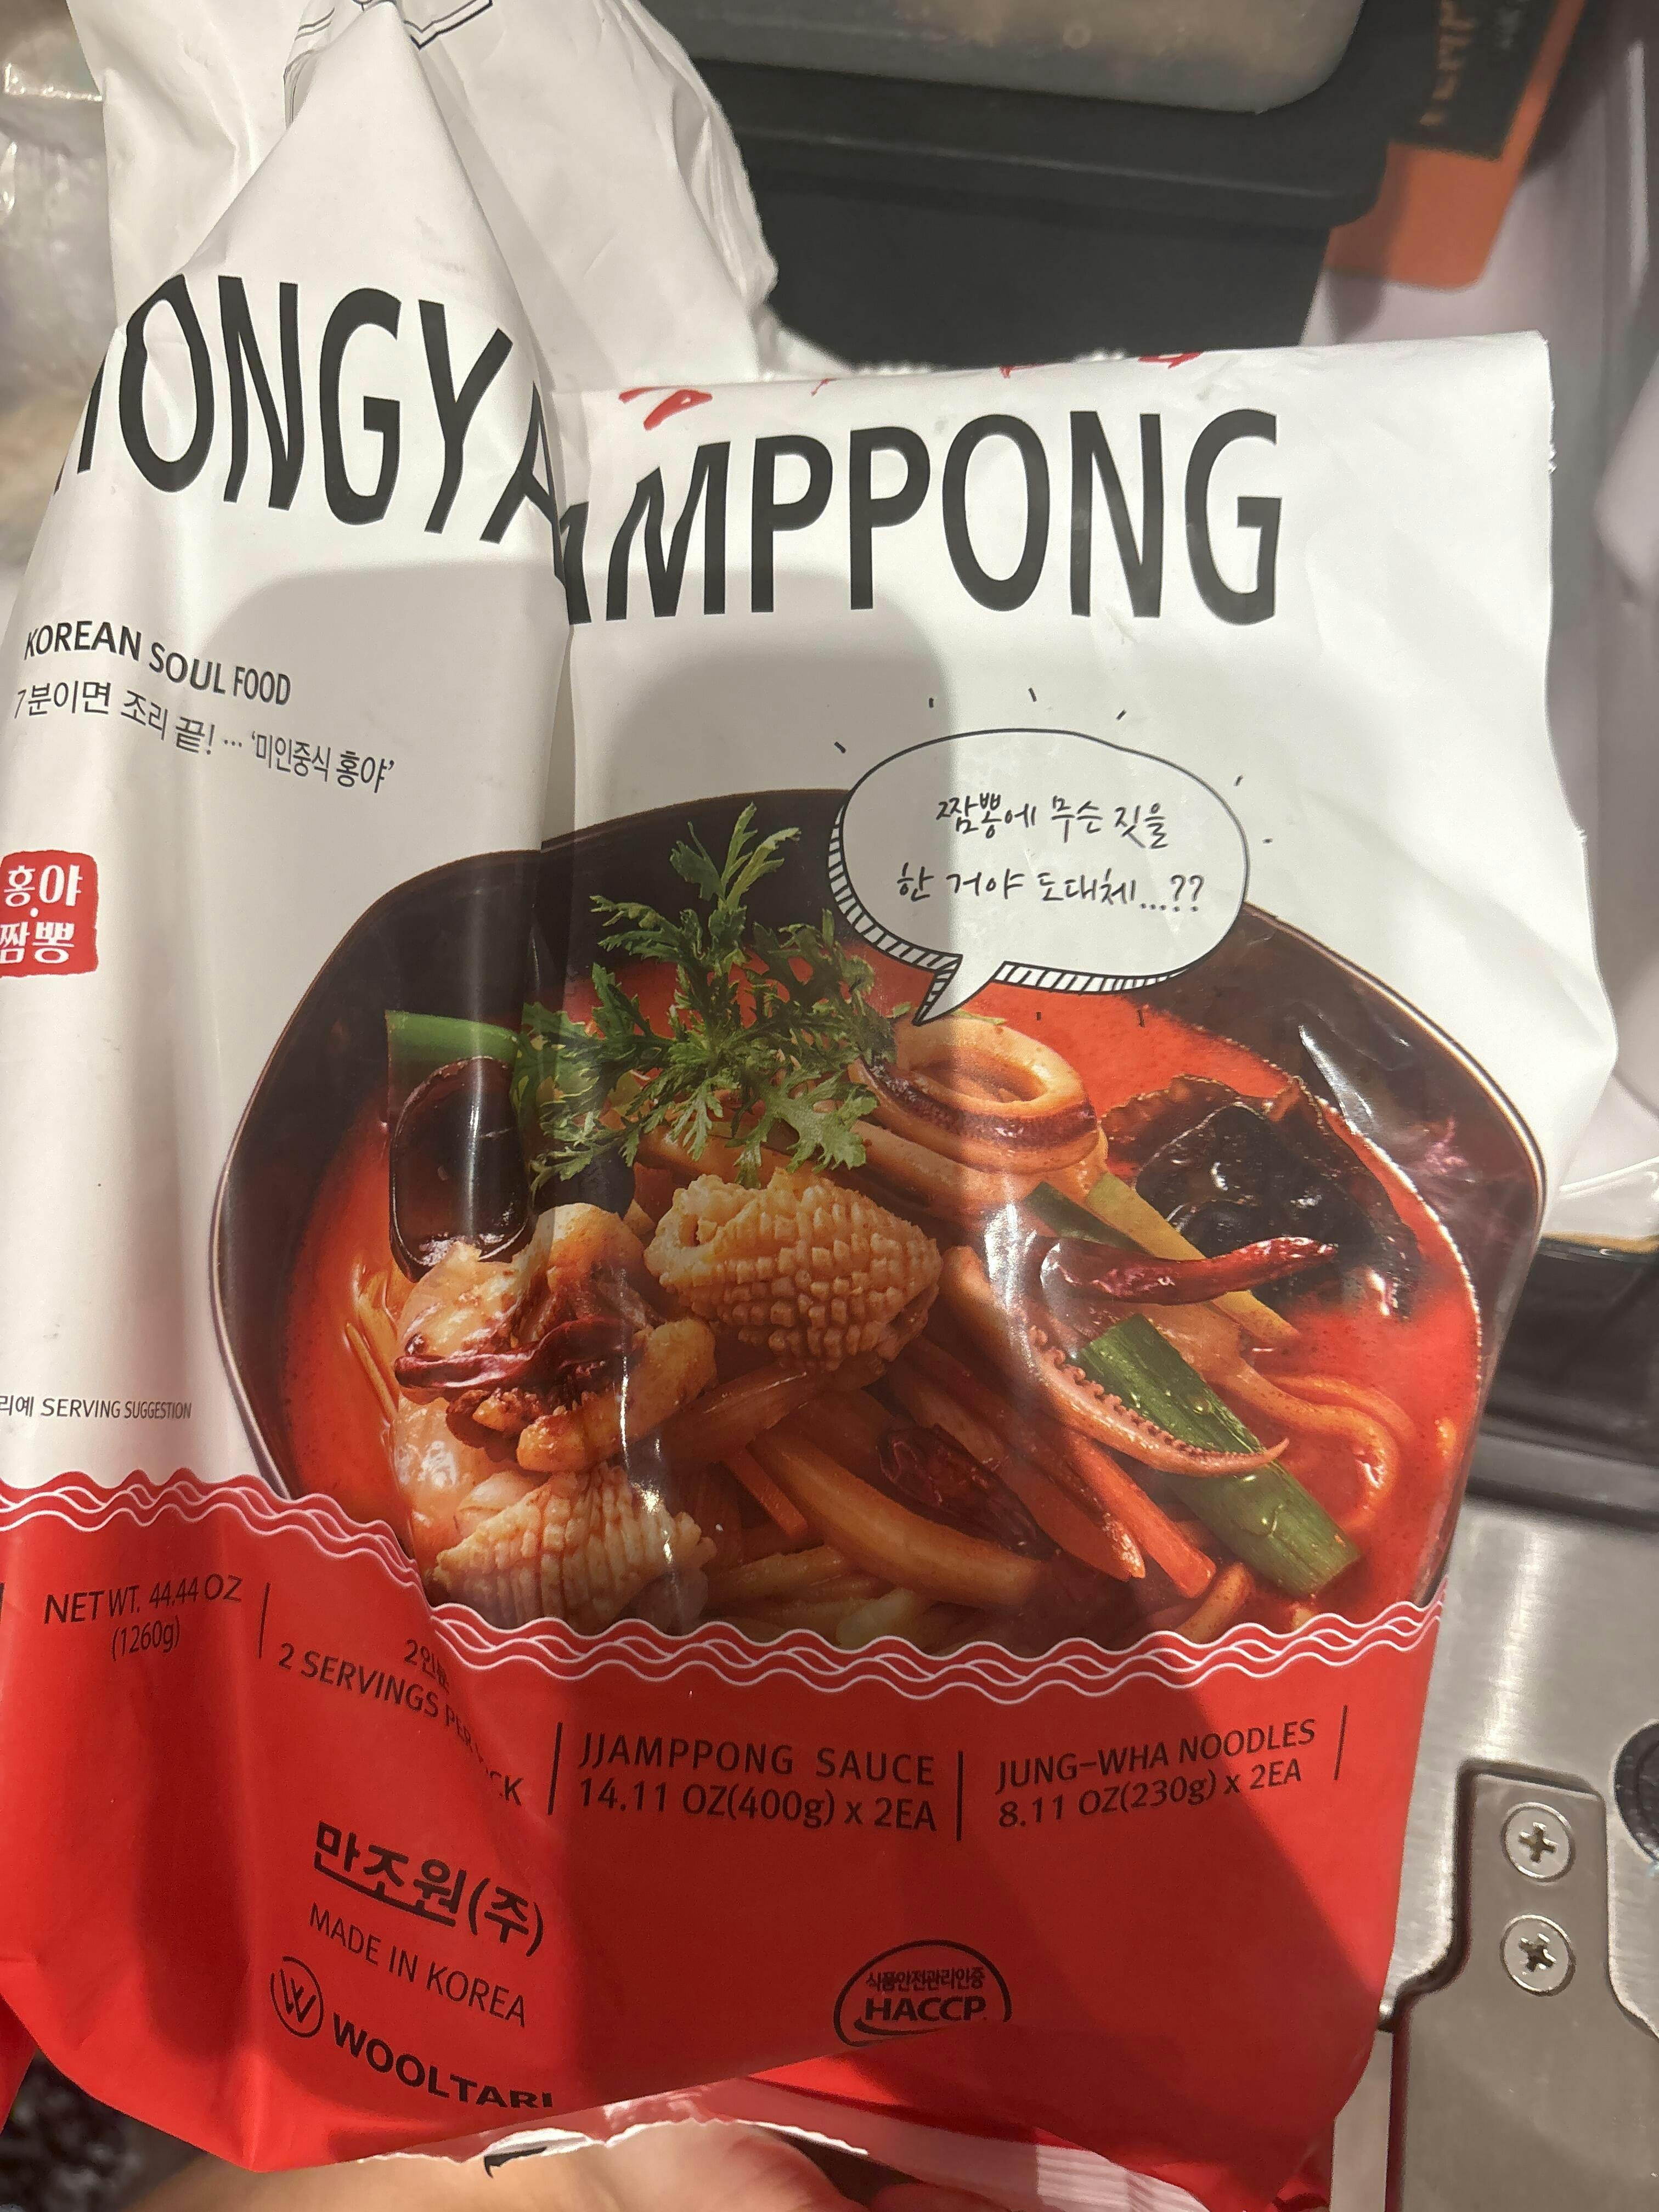 HONGYA
JJAMPPONG
KOREAN SOUL FOOD
7분이면 조리 끝! ... '미인중식 홍야'
짬뽕에 무슨 짓을
한 거야 도대체...??
홍야
짬뽕
리예 SERVING SUGGESTION
NET WT. 44.44 OZ
(1260g)
2인분
2 SERVINGS PER
JJAMPPONG SAUCE
14.11 OZ(400g) x 2EA
JUNG-WHA NOODLES
8.11 OZ(230g) x 2EA
만조원(주)
MADE IN KOREA
W WOOLTARI
식품안전관리인증
HACCP